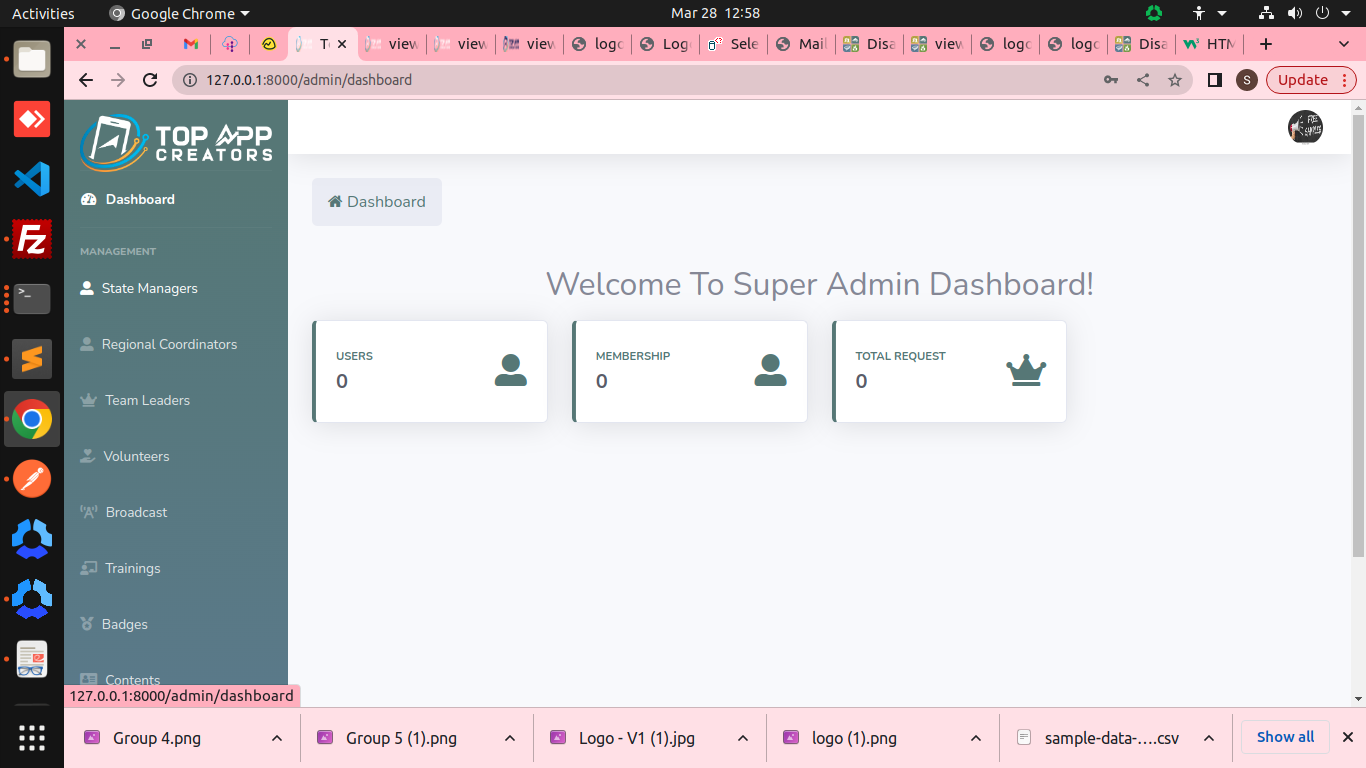 Activities
Google Chrome
Mar 28 12:58
view
view
view
logo
Logo
Sele
Mail
Disa
view
logo
logo
Disa
HTM
127.0.0.1:8000/admin/dashboard
S
Update
TOP APP
CREATORS
Dashboard
MANAGEMENT
State Managers
Regional Coordinators
Team Leaders
Volunteers
Broadcast
Trainings
Badges
Contents
Dashboard
Welcome To Super Admin Dashboard!
USERS
0
MEMBERSHIP
0
TOTAL REQUEST
0
127.0.0.1:8000/admin/dashboard
Group 4.png
Group 5 (1).png
Logo - V1 (1).jpg
logo (1).png
sample-data-....csv
Show all